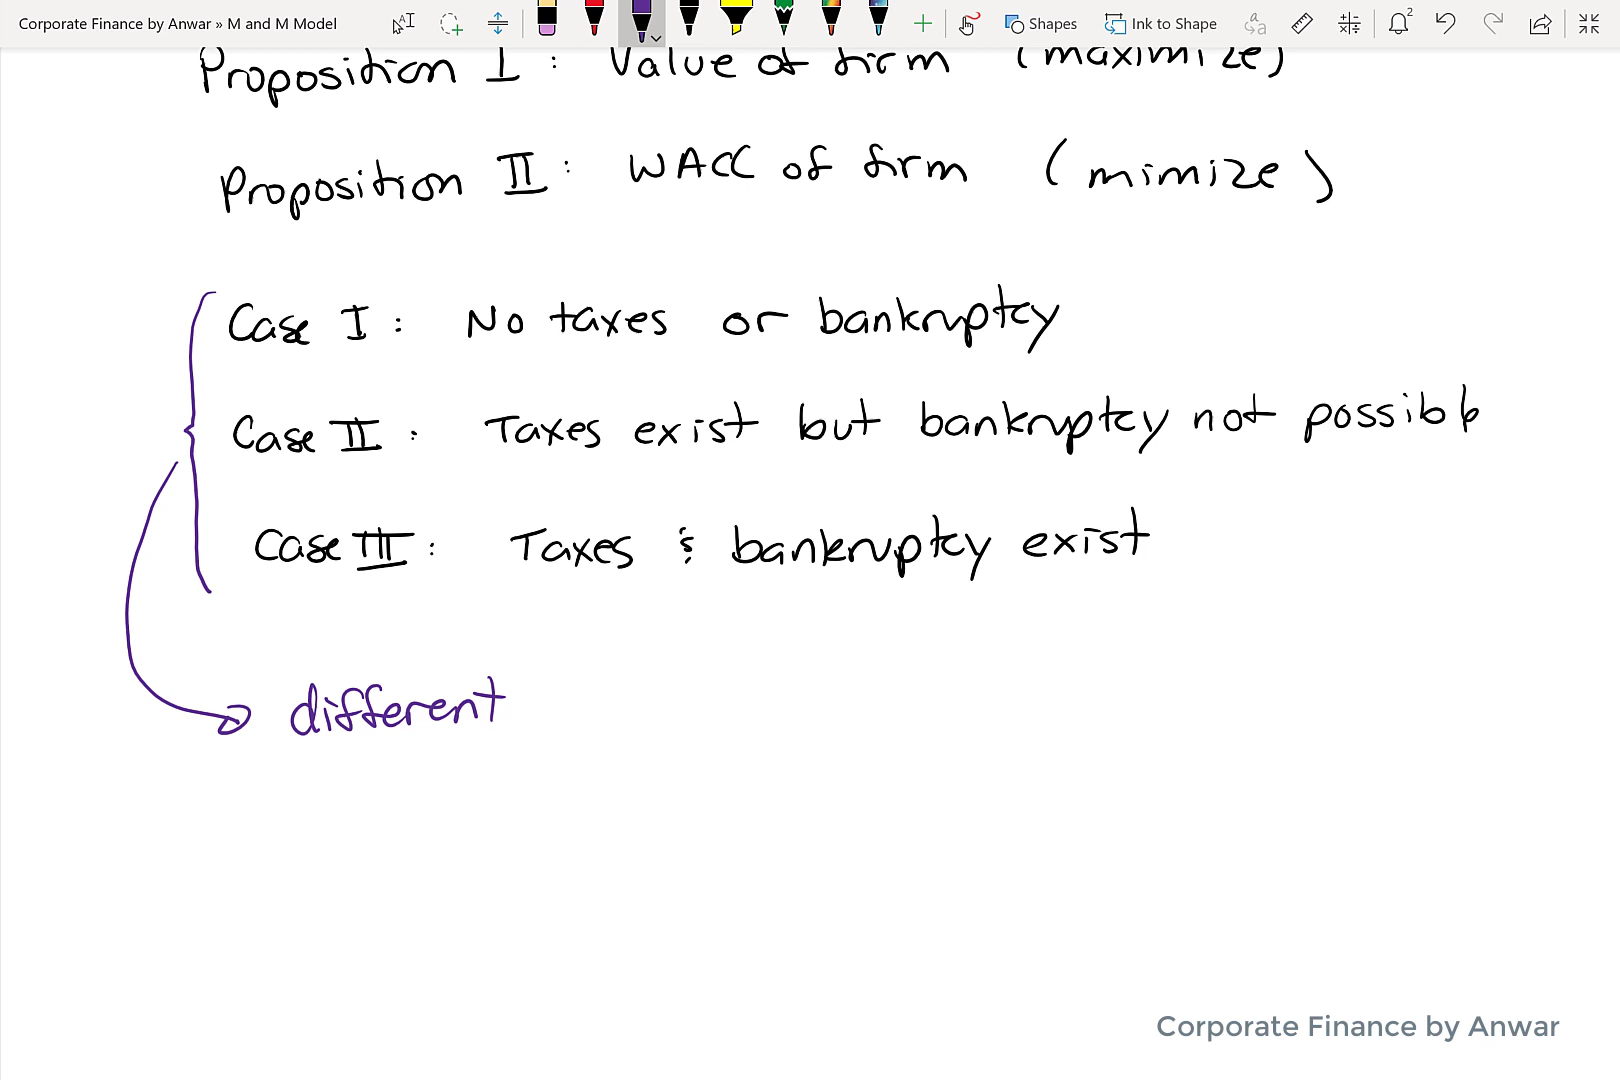 Corporate Finance by Anwar » M and M Model
Shapes
Ink to Shape
2
Proposition I : Value of firm (maximize)
Proposition II : WACC of firm (mimize)
Case I : No taxes or bankruptcy
Case II : Taxes exist but bankruptcy not possible
Case III : Taxes & bankruptcy exist
different
Corporate Finance by Anwar